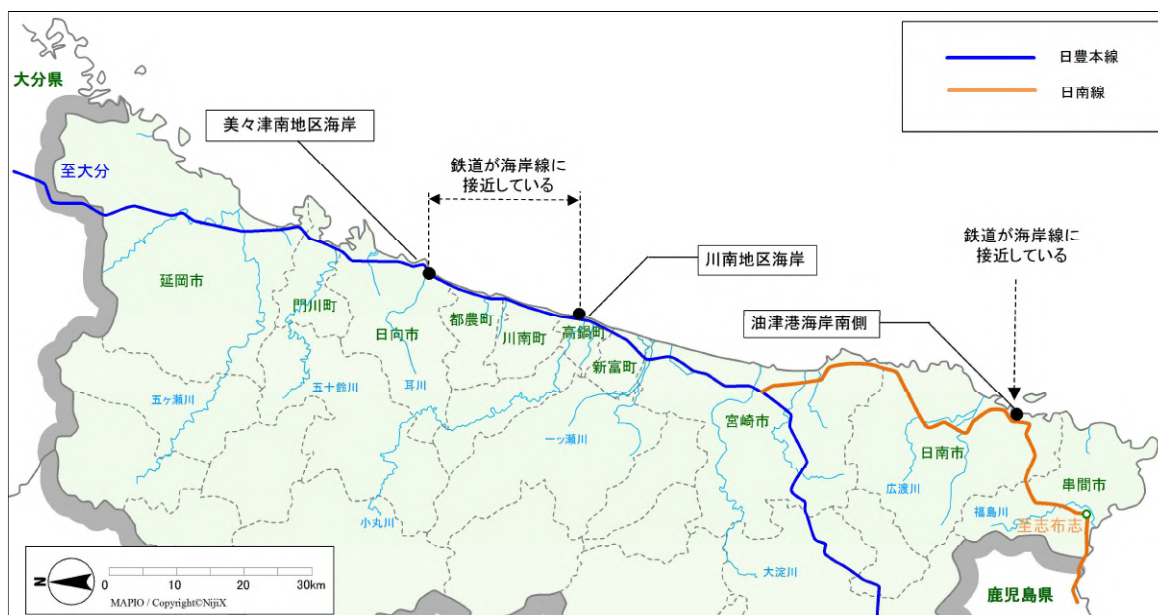 大分県
至大分
美々津南地区海岸
鉄道が海岸線に
接近している
日豊本線
日南線
川南地区海岸
鉄道が海岸線に
接近している
油津港海岸南側
延岡市
門川町
日向市
都農町
川南町
高鍋町
新富町
宮崎市
日南市
串間市
五ヶ瀬川
五十鈴川
耳川
小丸川
一ッ瀬川
大淀川
広渡川
福島川
至志布志
鹿児島県
N
0 10 20 30km
MAPIO / Copyright©NijiX